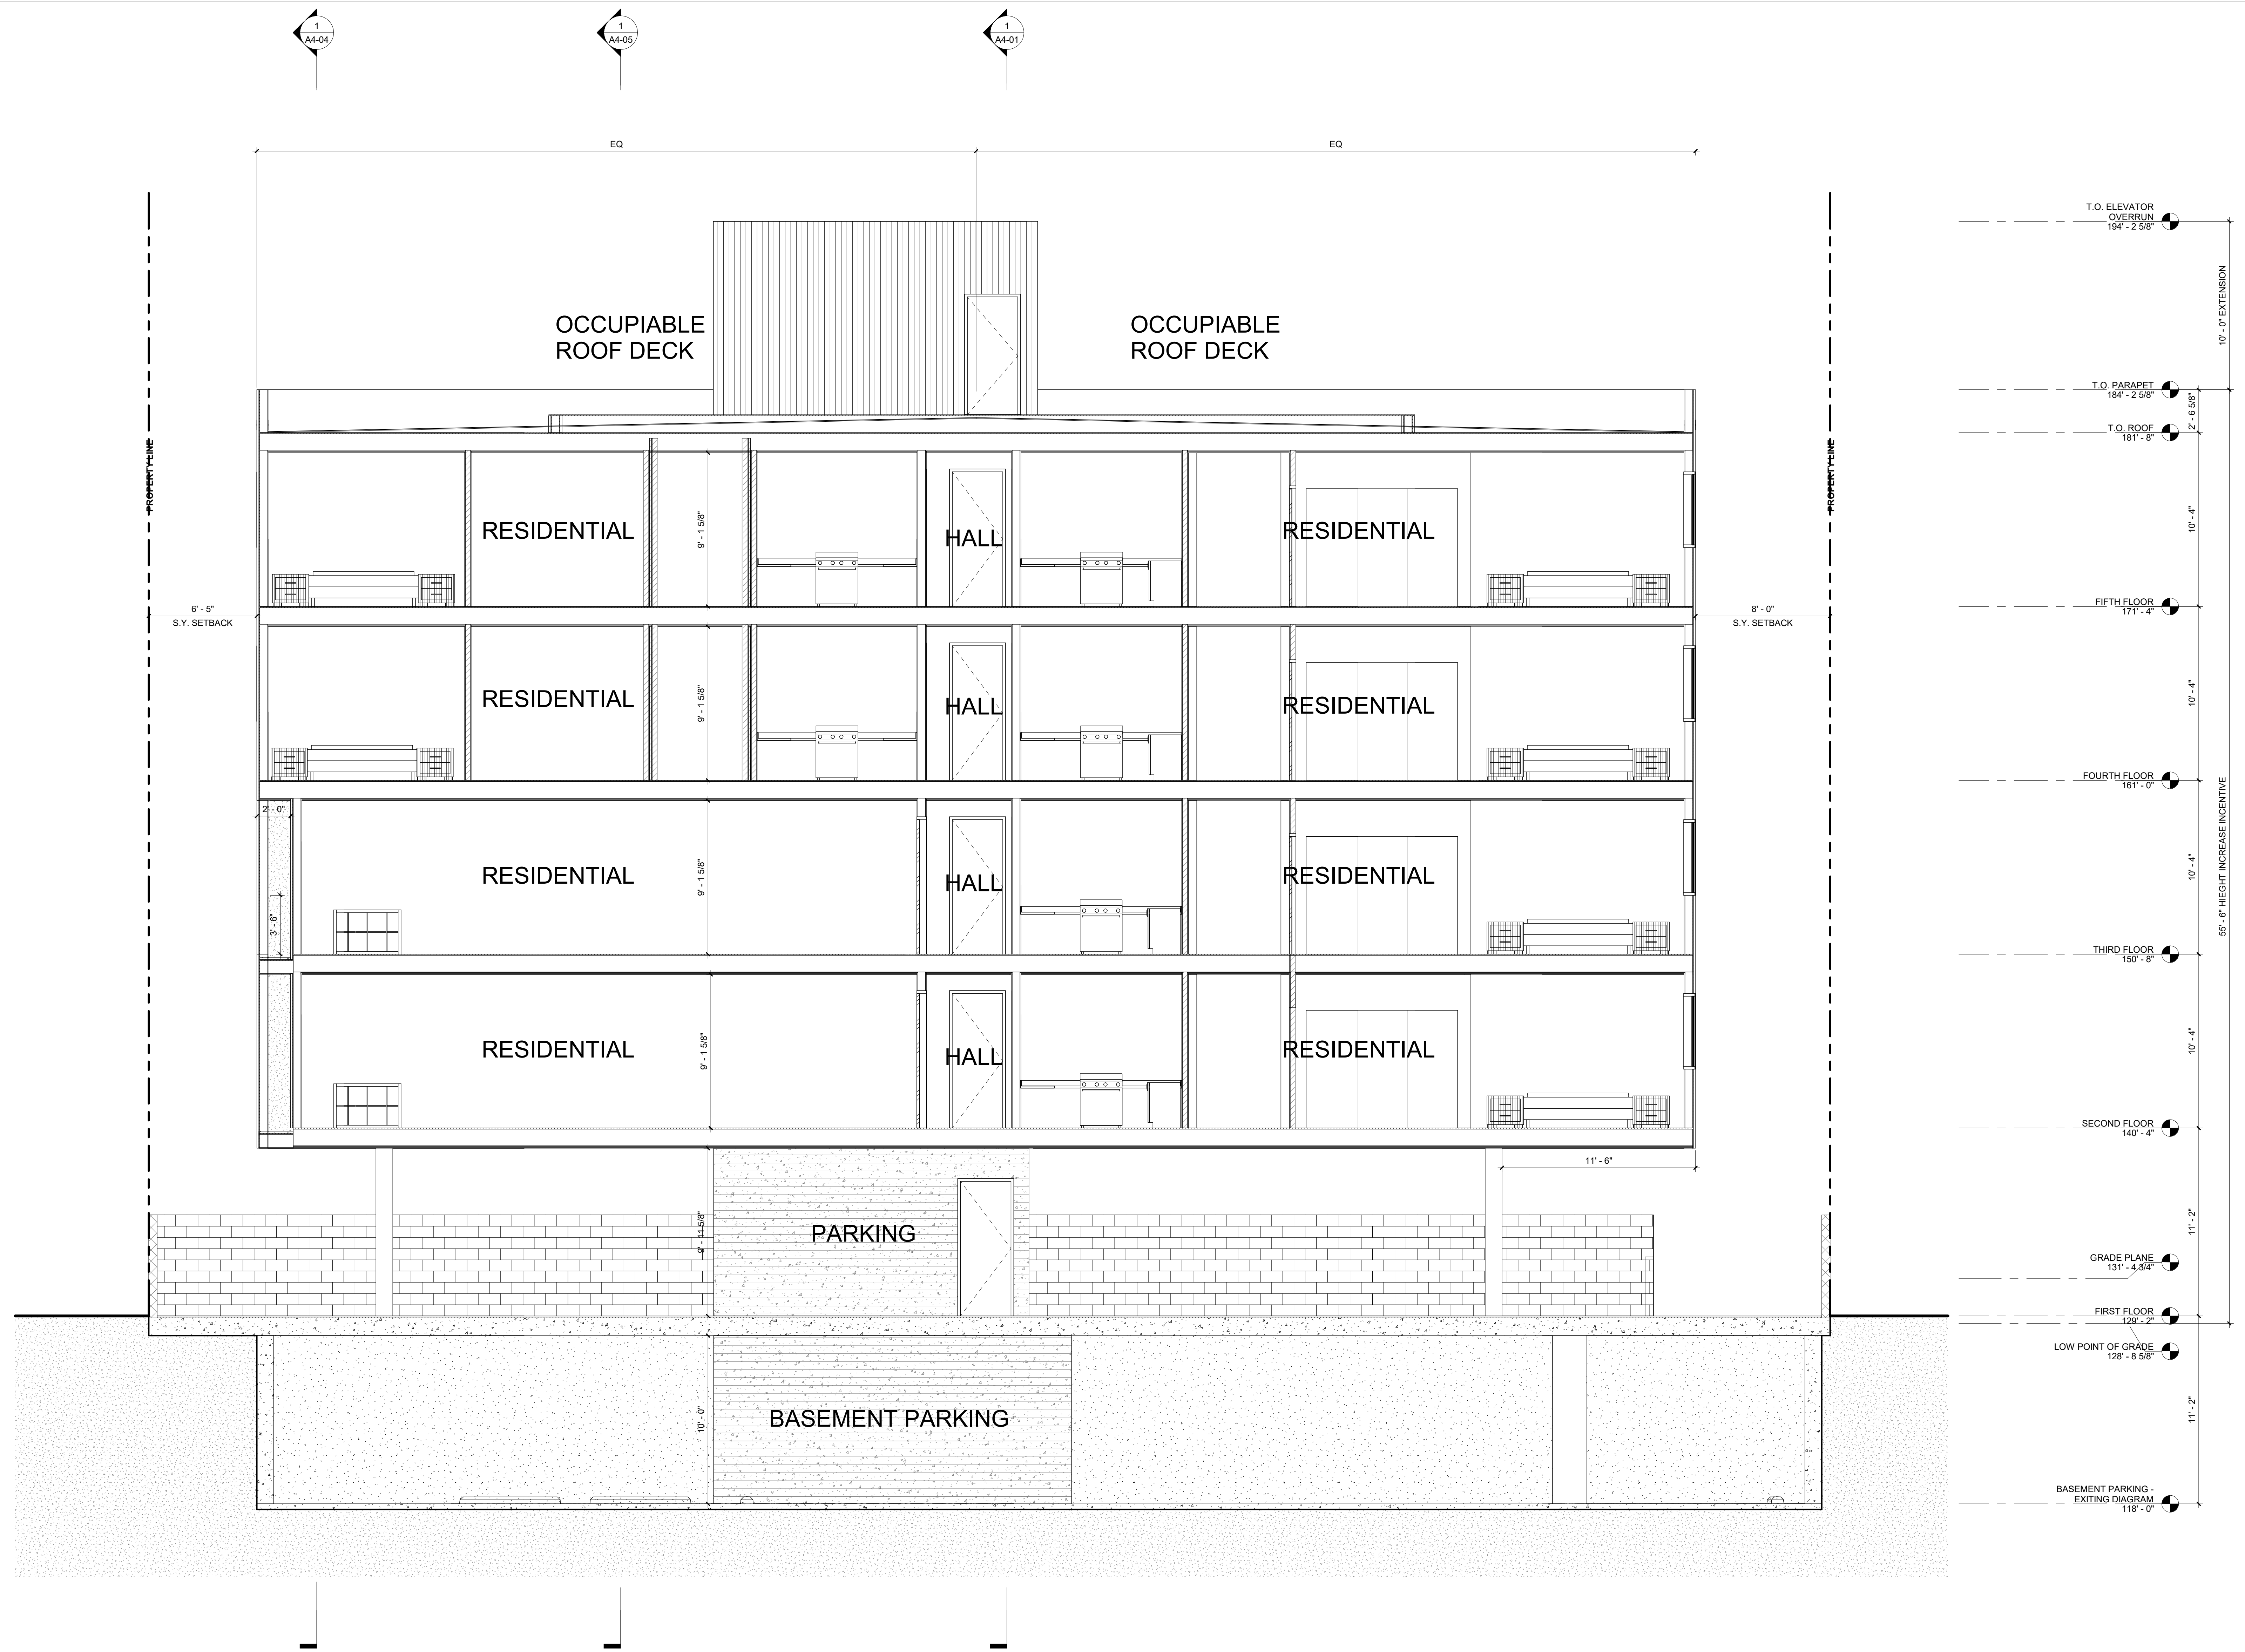 1
A4-04
1
A4-05
1
A4-01
EQ
EQ
T.O. ELEVATOR
OVERRUN
194' - 2 5/8"
10' - 0" EXTENSION
OCCUPIABLE
ROOF DECK
OCCUPIABLE
ROOF DECK
T.O. PARAPET
184' - 2 5/8"
2' - 6 5/8"
T.O. ROOF
181' - 8"
PROPERTY LINE
PROPERTY LINE
RESIDENTIAL
9' - 1 5/8"
HALL
RESIDENTIAL
10' - 4"
6' - 5"
S.Y. SETBACK
8' - 0"
S.Y. SETBACK
FIFTH FLOOR
171' - 4"
RESIDENTIAL
9' - 1 5/8"
HALL
RESIDENTIAL
10' - 4"
FOURTH FLOOR
161' - 0"
55' - 6" HIEGHT INCREASE INCENTIVE
2' - 0"
RESIDENTIAL
9' - 1 5/8"
HALL
RESIDENTIAL
10' - 4"
3' - 6"
THIRD FLOOR
150' - 8"
RESIDENTIAL
9' - 1 5/8"
HALL
RESIDENTIAL
10' - 4"
SECOND FLOOR
140' - 4"
11' - 6"
9' - 11 5/8"
PARKING
11' - 2"
GRADE PLANE
131' - 4 3/4"
FIRST FLOOR
129' - 2"
LOW POINT OF GRADE
128' - 8 5/8"
10' - 0"
BASEMENT PARKING
11' - 2"
BASEMENT PARKING -
EXITING DIAGRAM
118' - 0"